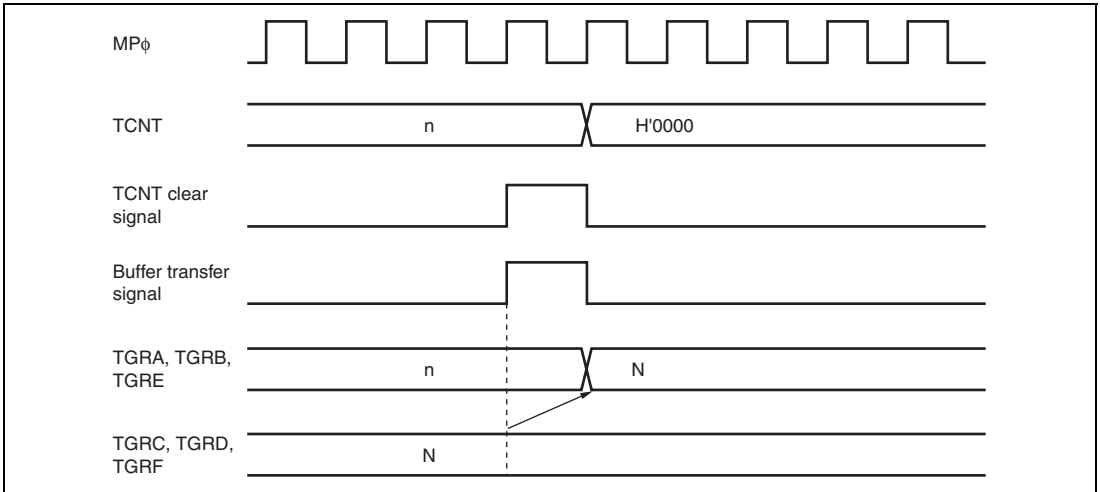 MPϕ
TCNT
n
H'0000
TCNT clear
signal
Buffer transfer
signal
TGRA, TGRB,
TGRE
n
N
TGRC, TGRD,
TGRF
N